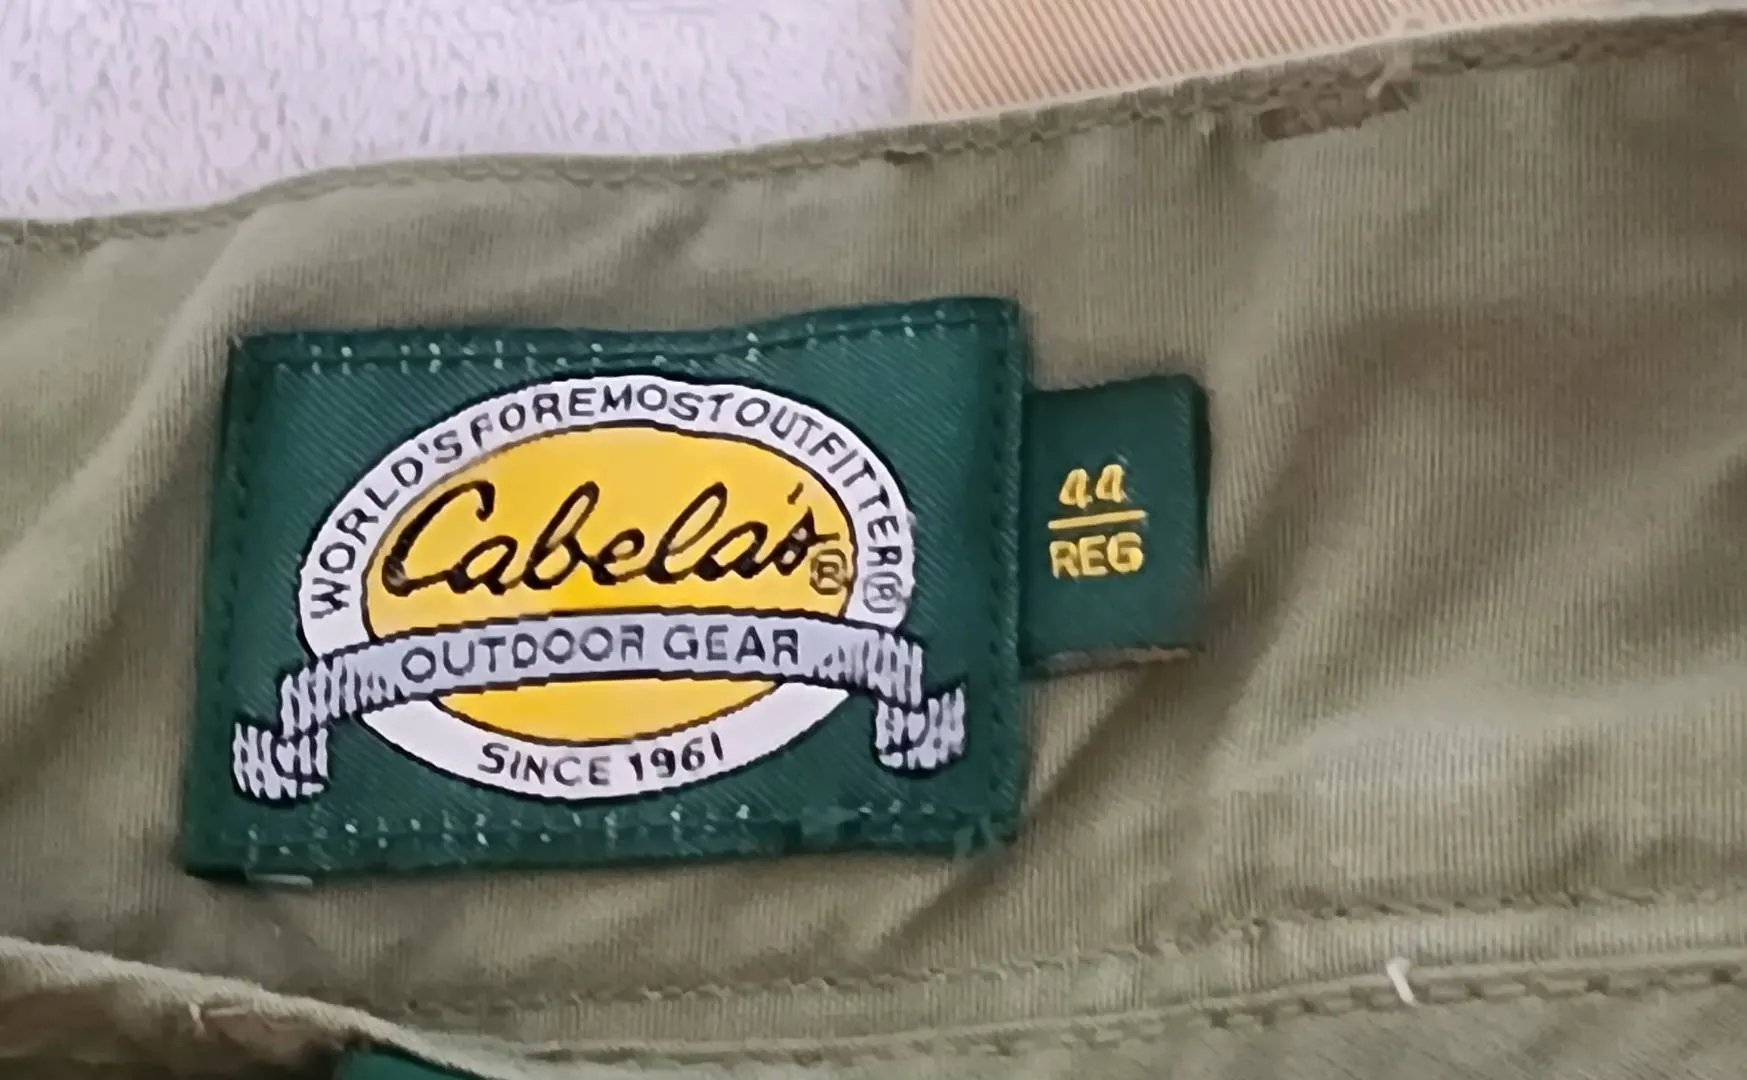 WORLD'S FOREMOST OUTFITTER®
Cabela's®
OUTDOOR GEAR
SINCE 1961
44
REG